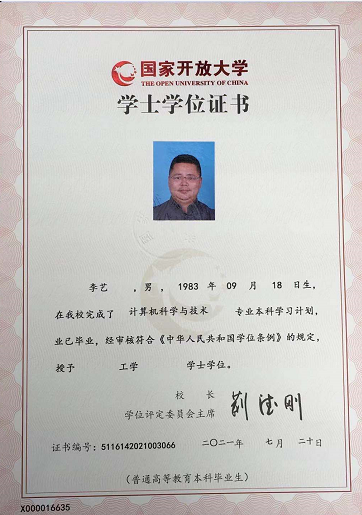 国家开放大学
THE OPEN UNIVERSITY OF CHINA
学士学位证书
李艺 ,男, 1983 年 09 月 18 日生,
在我校完成了 计算机科学与技术 专业本科学习计划,
业已毕业, 经审核符合《中华人民共和国学位条例》的规定,
授予 工学 学士学位。
校 长
学位评定委员会主席
证书编号: 5116142021003066 二〇二一年 七月 二十日
(普通高等教育本科毕业生)
X000016635